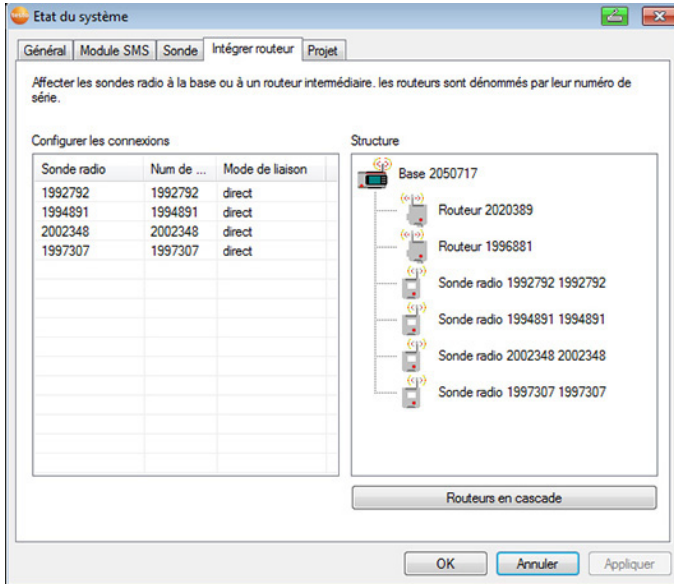 Etat du système
Général Module SMS Sonde Intégrer routeur Projet
Affecter les sondes radio à la base ou à un routeur intermédiaire. les routeurs sont dénommés par leur numéro de
série.
Configurer les connexions
Sonde radio Num de ... Mode de liaison
1992792 1992792 direct
1994891 1994891 direct
2002348 2002348 direct
1997307 1997307 direct
Structure
Base 2050717
Routeur 2020389
Routeur 1996881
Sonde radio 1992792 1992792
Sonde radio 1994891 1994891
Sonde radio 2002348 2002348
Sonde radio 1997307 1997307
Routeurs en cascade
OK Annuler Appliquer